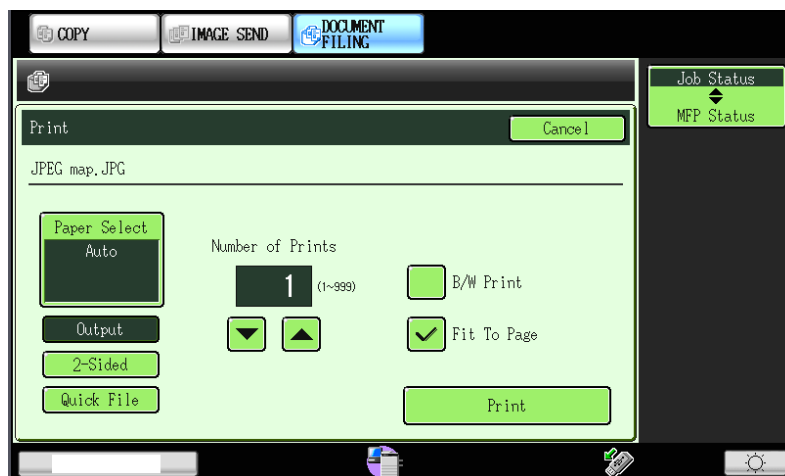 COPY
IMAGE SEND
DOCUMENT
FILING
Job Status
MFP Status
Print
Cancel
JPEG map.JPG
Paper Select
Auto
Number of Prints
1 (1~999)
B/W Print
Output
Fit To Page
2-Sided
Quick File
Print